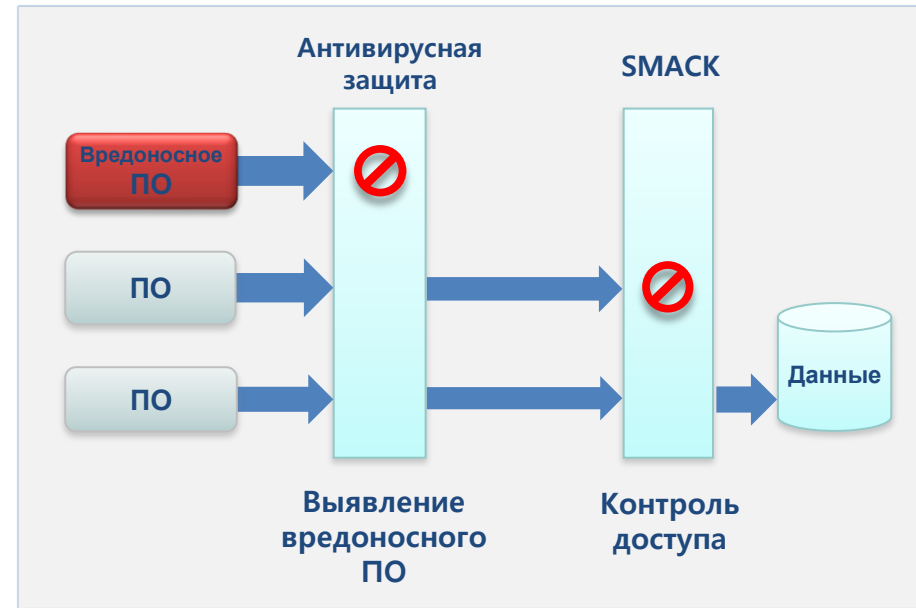 Антивирусная
защита
SMACK
Вредоносное
ПО
ПО
ПО
Данные
Выявление
вредоносного
ПО
Контроль
доступа